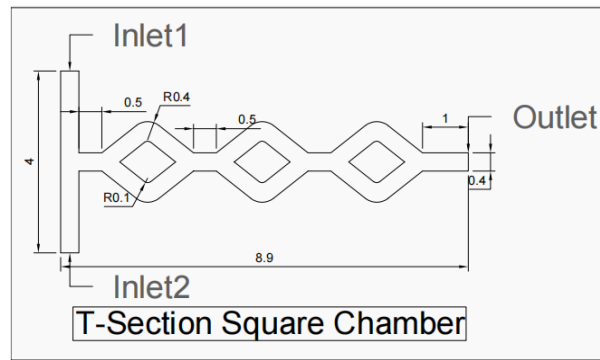 Inlet1
0.5
R0.4
0.5
1
Outlet
4
R0.1
0.4
8.9
Inlet2
T-Section Square Chamber